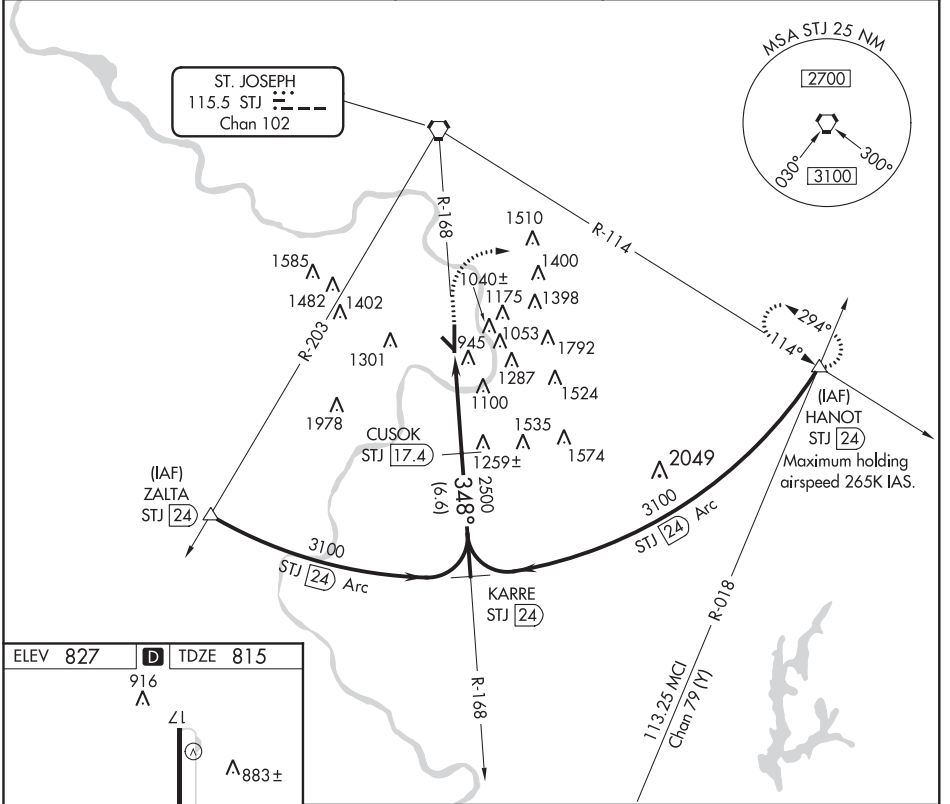 MSA STJ 25 NM
2700
030°
300°
3100
ST. JOSEPH
115.5 STJ
Chan 102
R-168
R-114
R-203
1510
1400
1585
1482
1402
1040±
1175
1398
1053
945
1792
1301
1287
1524
1100
1978
1535
1259±
1574
2049
294°
114°
(IAF)
HANOT
STJ 24
Maximum holding
airspeed 265K IAS.
CUSOK
STJ 17.4
(IAF)
ZALTA
STJ 24
348°
2500
(6.6)
3100
STJ 24 Arc
3100
STJ 24 Arc
KARRE
STJ 24
R-018
113.25 MCI
Chan 79 (Y)
R-168
ELEV 827 D TDZE 815
916
17
A
883±